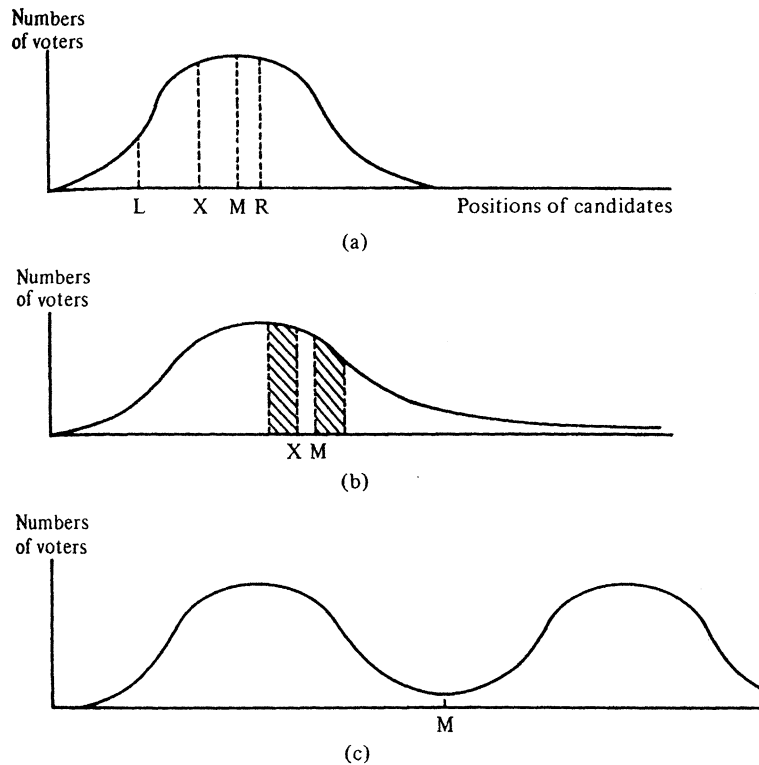 Numbers
of voters
L X M R Positions of candidates
(a)
Numbers
of voters
X M
(b)
Numbers
of voters
M
(c)